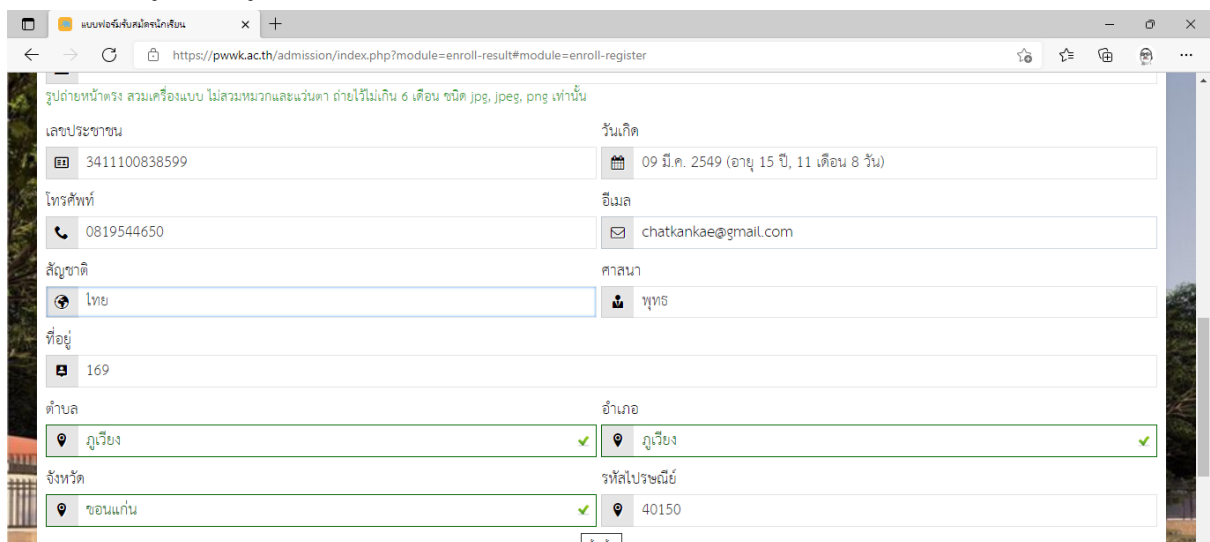 แบบฟอร์มรับสมัครนักเรียน
https://pwwk.ac.th/admission/index.php?module=enroll-result#module=enroll-register
รูปถ่ายหน้าตรง สวมเครื่องแบบ ไม่สวมหมวกและแว่นตา ถ่ายไว้ไม่เกิน 6 เดือน ชนิด jpg, jpeg, png เท่านั้น
เลขประชาชน วันเกิด
3411100838599 09 มี.ค. 2549 (อายุ 15 ปี, 11 เดือน 8 วัน)
โทรศัพท์ อีเมล
0819544650 chatkankae@gmail.com
สัญชาติ ศาสนา
ไทย พุทธ
ที่อยู่
169
ตำบล อำเภอ
ภูเวียง ภูเวียง
จังหวัด รหัสไปรษณีย์
ขอนแก่น 40150